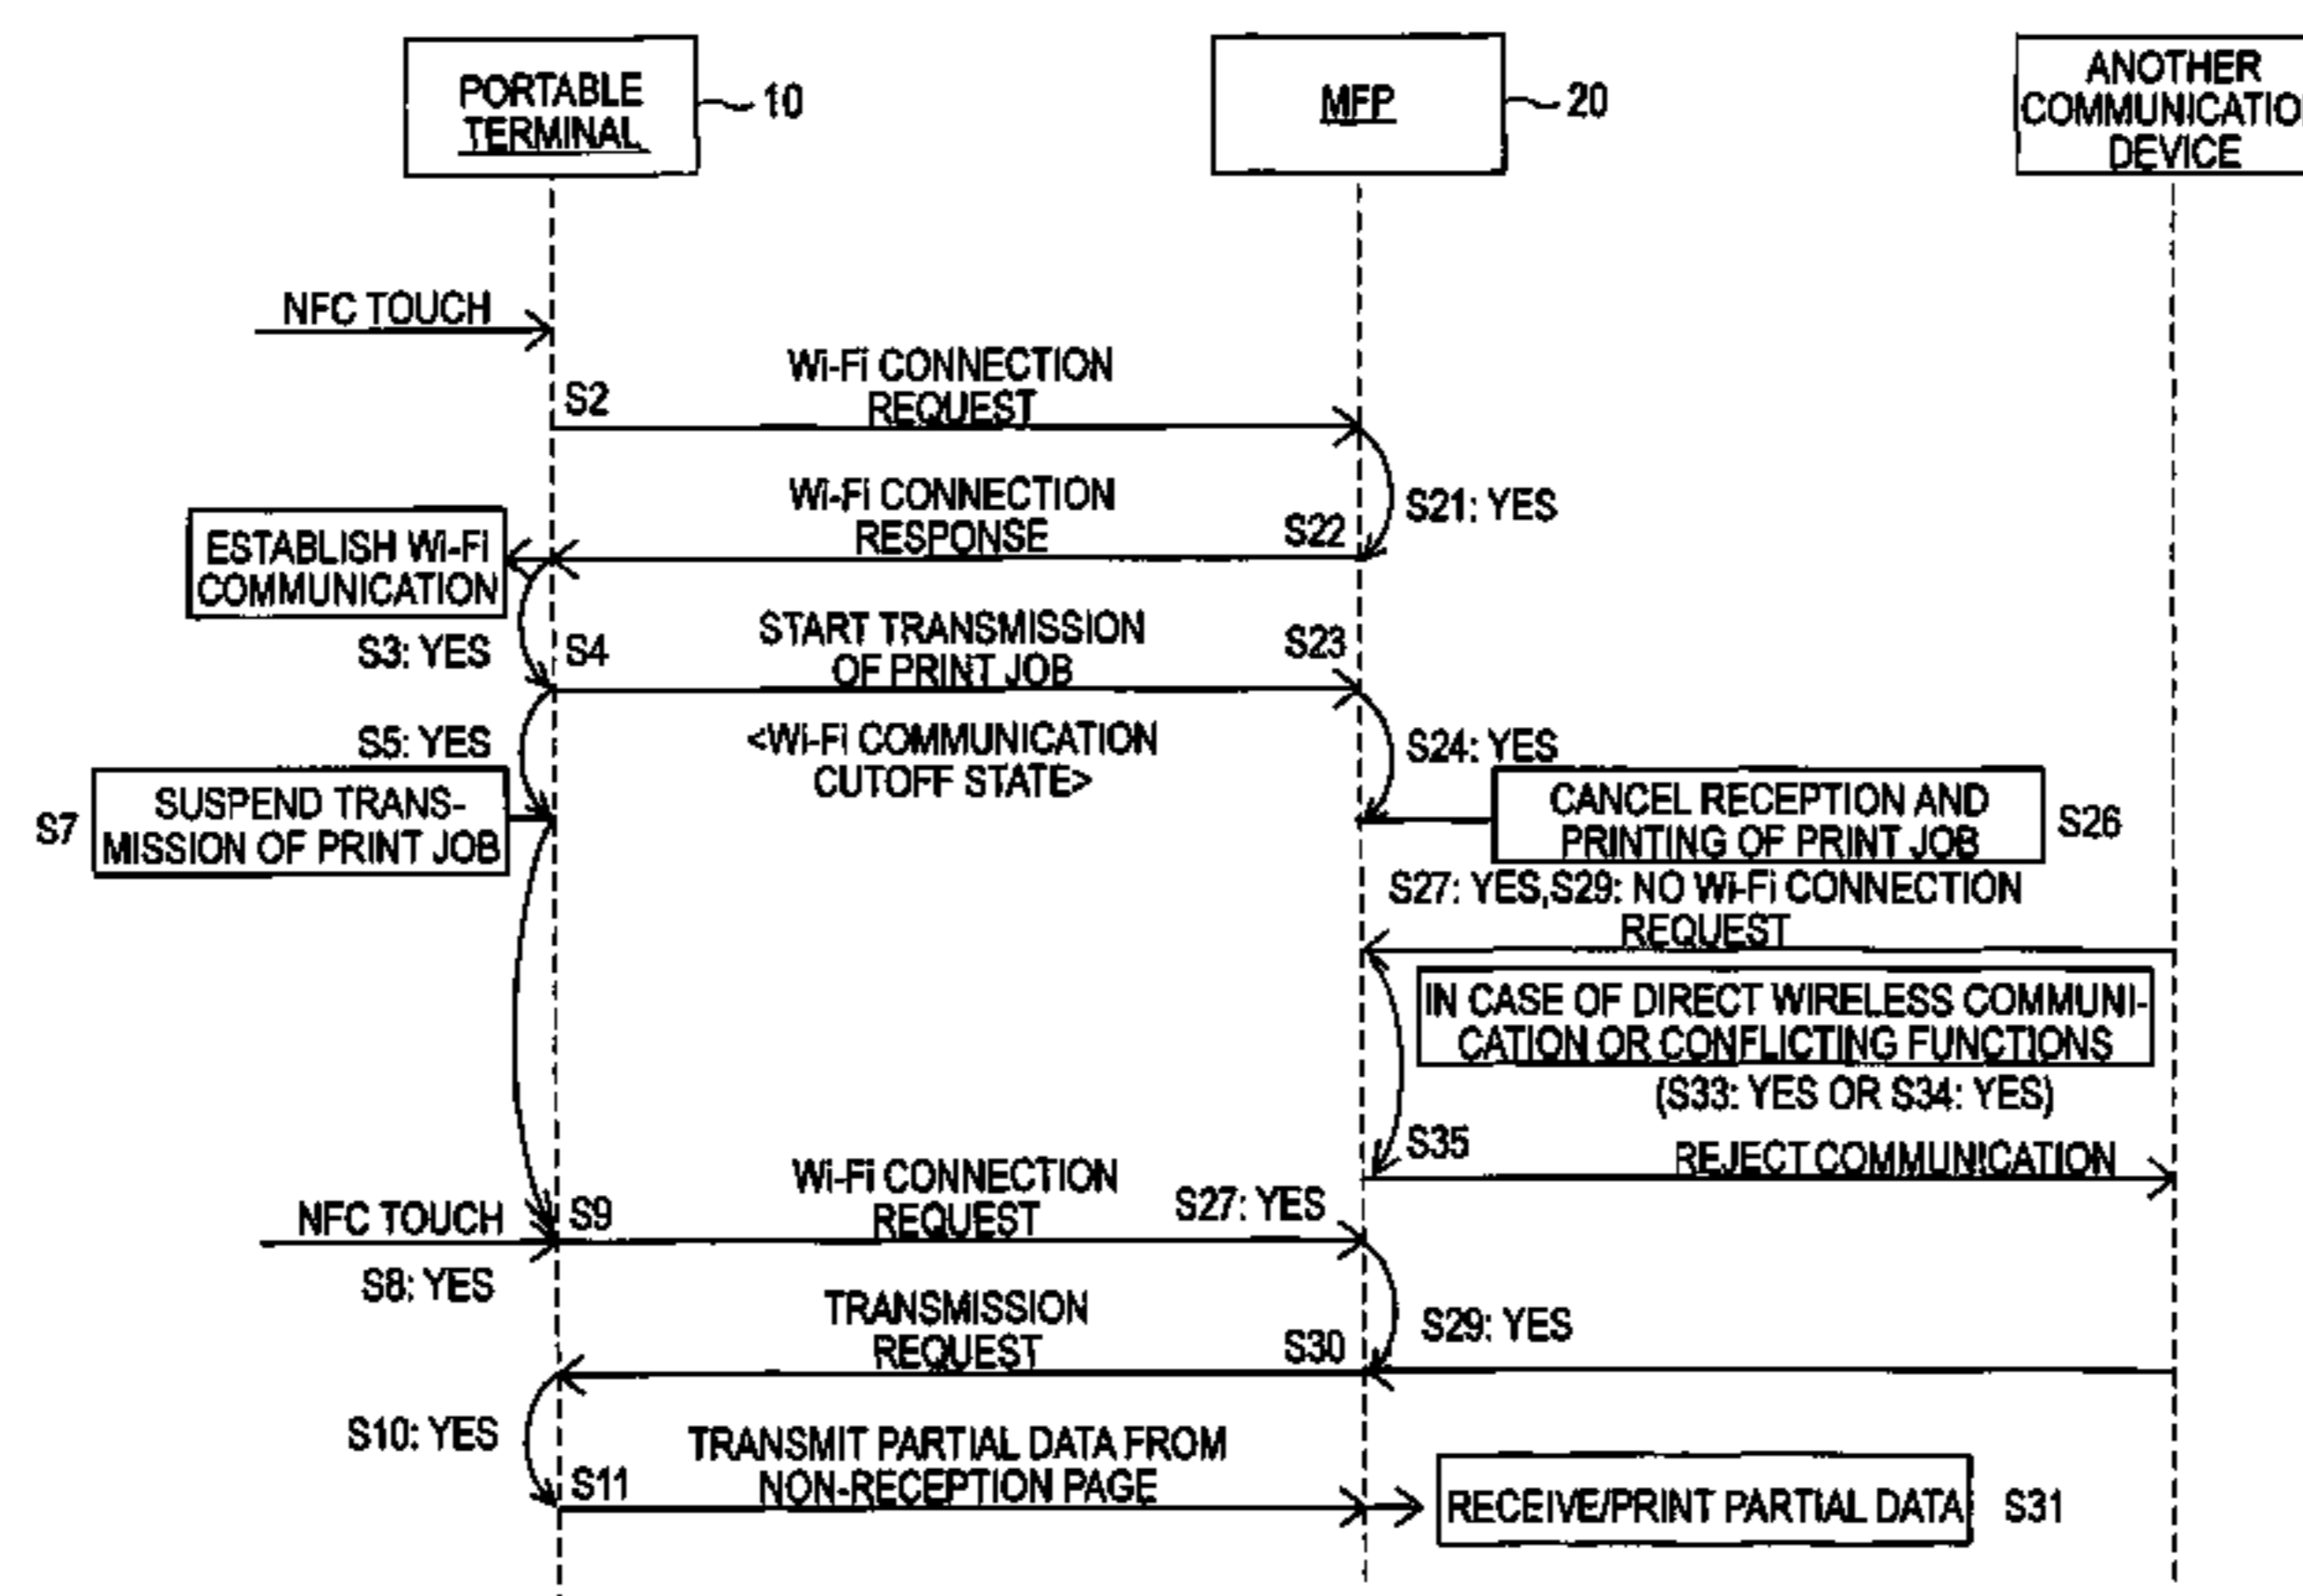 PORTABLE
TERMINAL
10
MFP
20
ANOTHER
COMMUNICATIO
DEVICE
NFC TOUCH
Wi-Fi CONNECTION
REQUEST
S2
S21: YES
Wi-Fi CONNECTION
RESPONSE
S22
ESTABLISH Wi-Fi
COMMUNICATION
S3: YES
S4
START TRANSMISSION
OF PRINT JOB
S23
S5: YES
<Wi-Fi COMMUNICATION
CUTOFF STATE>
S24: YES
S7
SUSPEND TRANS-
MISSION OF PRINT JOB
CANCEL RECEPTION AND
PRINTING OF PRINT JOB
S26
S27: YES,S29: NO Wi-Fi CONNECTION
REQUEST
IN CASE OF DIRECT WIRELESS COMMUNI-
CATION OR CONFLICTING FUNCTIONS
(S33: YES OR S34: YES)
S35
REJECT COMMUNICATION
NFC TOUCH
S8: YES
S9
Wi-Fi CONNECTION
REQUEST
S27: YES
S29: YES
TRANSMISSION
REQUEST
S30
S10: YES
S11
TRANSMIT PARTIAL DATA FROM
NON-RECEPTION PAGE
RECEIVE/PRINT PARTIAL DATA
S31